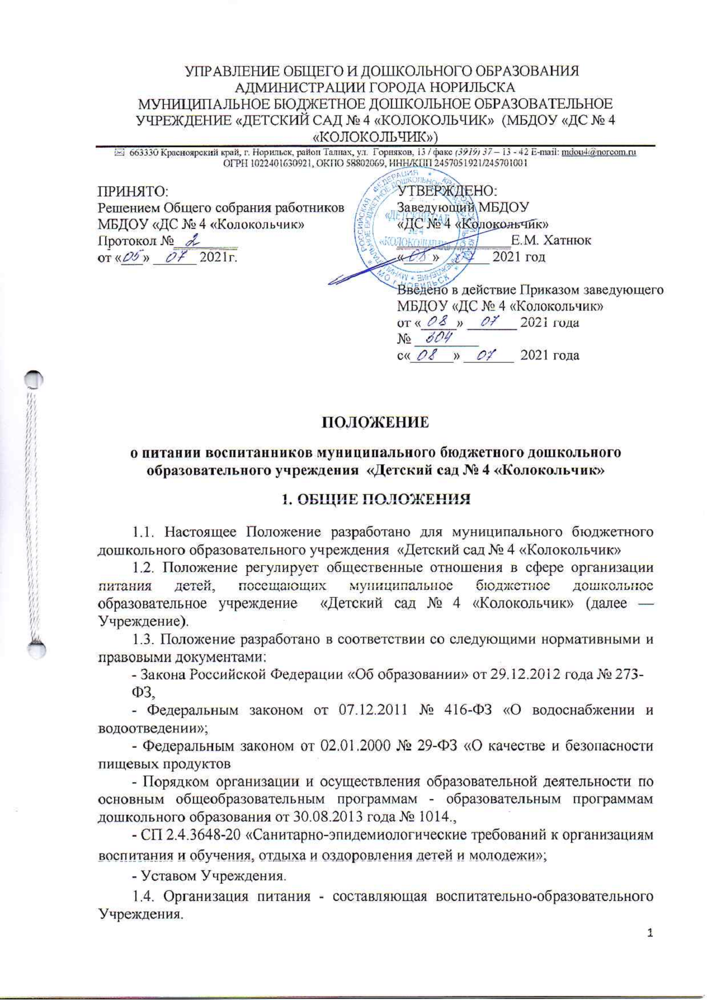 УПРАВЛЕНИЕ ОБЩЕГО И ДОШКОЛЬНОГО ОБРАЗОВАНИЯ
АДМИНИСТРАЦИИ ГОРОДА НОРИЛЬСКА
МУНИЦИПАЛЬНОЕ БЮДЖЕТНОЕ ДОШКОЛЬНОЕ ОБРАЗОВАТЕЛЬНОЕ
УЧРЕЖДЕНИЕ «ДЕТСКИЙ САД № 4 «КОЛОКОЛЬЧИК» (МБДОУ «ДС № 4
«КОЛОКОЛЬЧИК»)
663330 Красноярский край, г. Норильск, район Талнах, ул. Горняков, 13 / факс (3919) 37 – 13 - 42 E-mail: mdou4@norcom.ru
ОГРН 1022401630921, ОКПО 58802069, ИНН/КПП 2457051921/245701001
ПРИНЯТО:
Решением Общего собрания работников
МБДОУ «ДС № 4 «Колокольчик»
Протокол № 2
от «05» 07 2021г.
УТВЕРЖДЕНО:
Заведующий МБДОУ
«ДС № 4 «Колокольчик»
Е.М. Хатнюк
«08» 07 2021 год
«ДЕТСКИЙ САД
№ 4
«КОЛОКОЛЬЧИК»
Введено в действие Приказом заведующего
МБДОУ «ДС № 4 «Колокольчик»
от «08» 07 2021 года
№ 304
с«08» 07 2021 года
ПОЛОЖЕНИЕ
о питании воспитанников муниципального бюджетного дошкольного
образовательного учреждения «Детский сад № 4 «Колокольчик»
1. ОБЩИЕ ПОЛОЖЕНИЯ
1.1. Настоящее Положение разработано для муниципального бюджетного
дошкольного образовательного учреждения «Детский сад № 4 «Колокольчик»
1.2. Положение регулирует общественные отношения в сфере организации
питания детей, посещающих муниципальное бюджетное дошкольное
образовательное учреждение «Детский сад № 4 «Колокольчик» (далее —
Учреждение).
1.3. Положение разработано в соответствии со следующими нормативными и
правовыми документами:
- Закона Российской Федерации «Об образовании» от 29.12.2012 года № 273-
ФЗ,
- Федеральным законом от 07.12.2011 № 416-ФЗ «О водоснабжении и
водоотведении»;
- Федеральным законом от 02.01.2000 № 29-ФЗ «О качестве и безопасности
пищевых продуктов
- Порядком организации и осуществления образовательной деятельности по
основным общеобразовательным программам - образовательным программам
дошкольного образования от 30.08.2013 года № 1014.,
- СП 2.4.3648-20 «Санитарно-эпидемиологические требований к организациям
воспитания и обучения, отдыха и оздоровления детей и молодежи»;
- Уставом Учреждения.
1.4. Организация питания - составляющая воспитательно-образовательного
Учреждения.
1